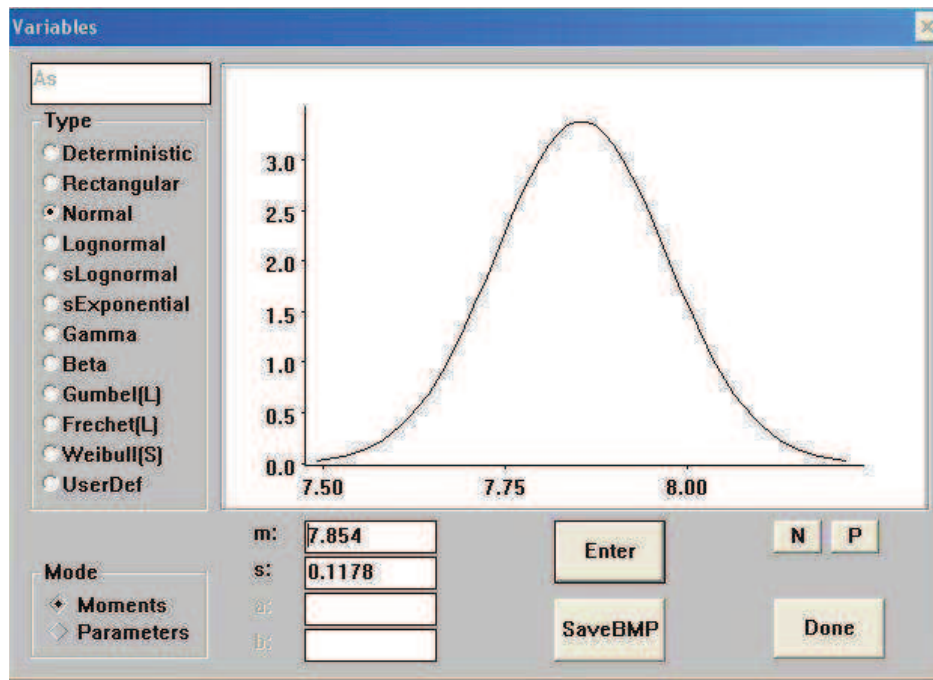 Variables
As
Type
Deterministic
Rectangular
Normal
Lognormal
sLognormal
sExponential
Gamma
Beta
Gumbel(L)
Frechet(L)
Weibull(S)
UserDef
3.0
2.5
2.0
1.5
1.0
0.5
0.0
7.50 7.75 8.00
m: 7.854
s: 0.1178
a:
b:
Mode
Moments
Parameters
Enter
SaveBMP
N P
Done